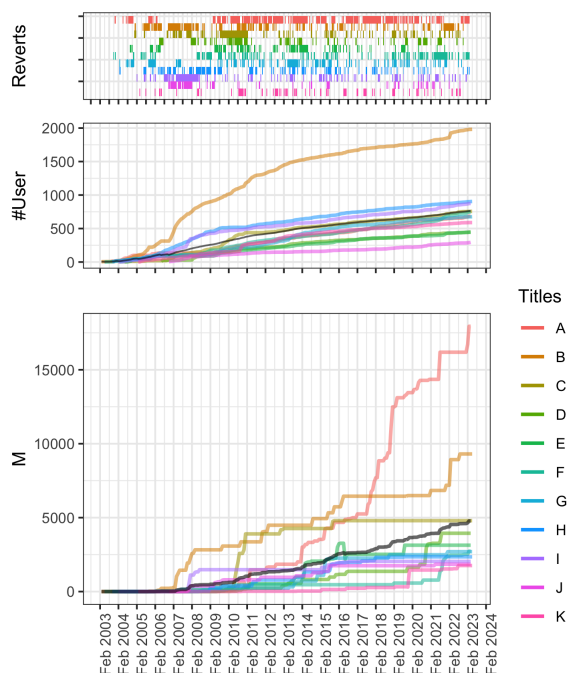 Reverts
#User
2000
1500
1000
500
0
M
15000
10000
5000
0
Feb 2003
Feb 2004
Feb 2005
Feb 2006
Feb 2007
Feb 2008
Feb 2009
Feb 2010
Feb 2011
Feb 2012
Feb 2013
Feb 2014
Feb 2015
Feb 2016
Feb 2017
Feb 2018
Feb 2019
Feb 2020
Feb 2021
Feb 2022
Feb 2023
Feb 2024
Titles
A
B
C
D
E
F
G
H
I
J
K